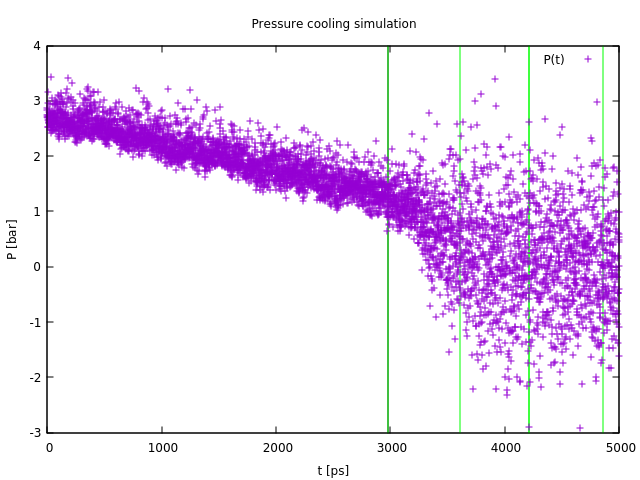 Pressure cooling simulation
P(t)
4
3
2
1
0
-1
-2
-3
P [bar]
0 1000 2000 3000 4000 5000
t [ps]